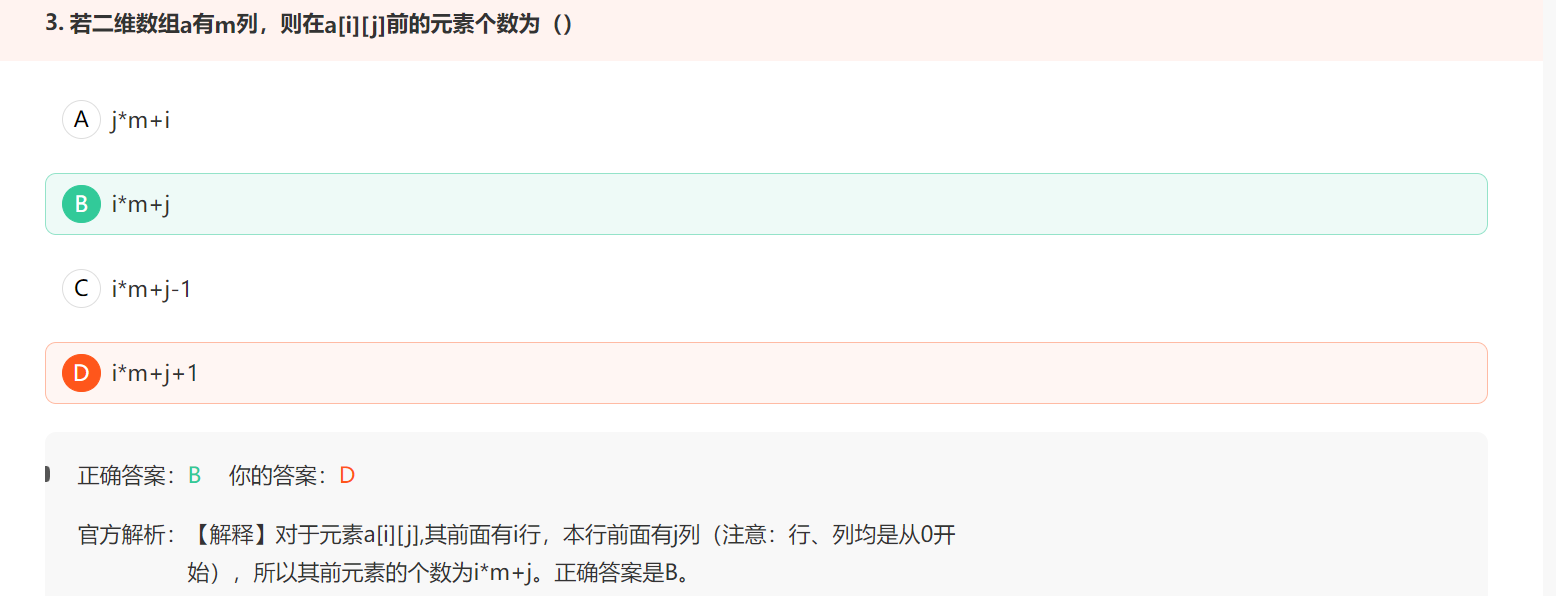 3. 若二维数组a有m列，则在a[i][j]前的元素个数为（）
A j*m+i
B i*m+j
C i*m+j-1
D i*m+j+1
正确答案：B 你的答案：D
官方解析：【解释】对于元素a[i][j],其前面有i行，本行前面有j列（注意：行、列均是从0开
始），所以其前元素的个数为i*m+j。正确答案是B。